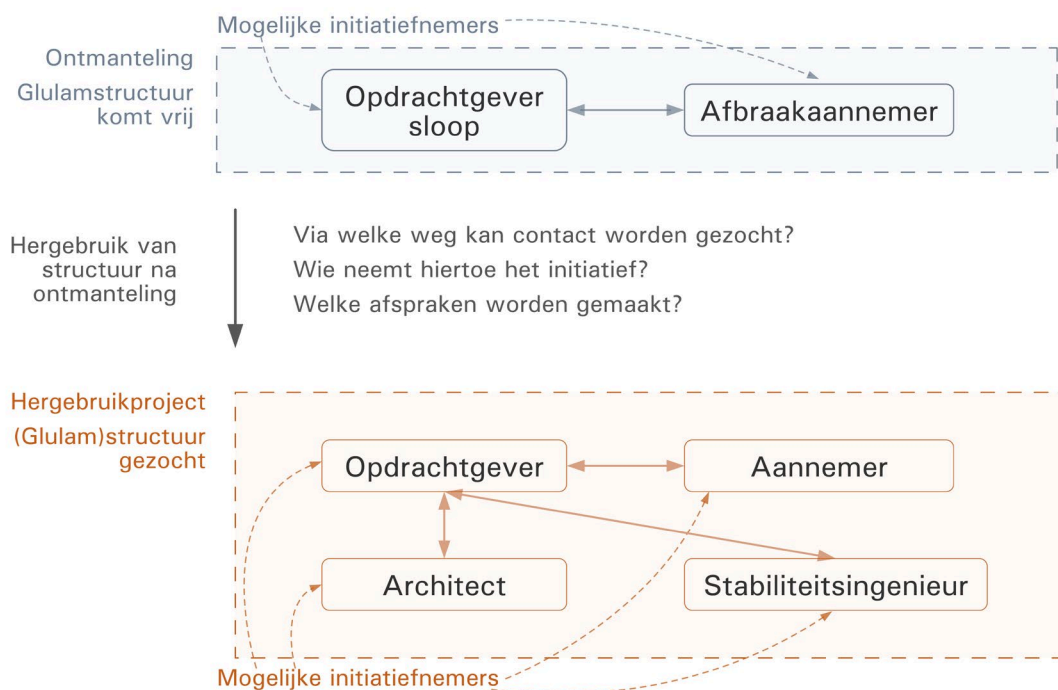 Mogelijke initiatiefnemers
Ontmanteling
Glulamstructuur
komt vrij
Opdrachtgever
sloop
Afbraakaannemer
Hergebruik van
structuur na
ontmanteling
Via welke weg kan contact worden gezocht?
Wie neemt hiertoe het initiatief?
Welke afspraken worden gemaakt?
Hergebruikproject
(Glulam)structuur
gezocht
Opdrachtgever
Aannemer
Architect
Stabiliteitsingenieur
Mogelijke initiatiefnemers